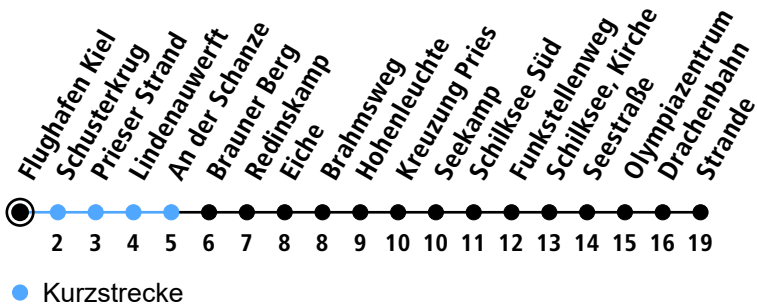 Flughafen Kiel
Schusterkrug
Prieser Strand
Lindenauwerft
An der Schanze
Brauner Berg
Redinskamp
Eiche
Brahmsweg
Hohenleuchte
Kreuzung Pries
Seekamp
Schilksee Süd
Funkstellenweg
Schilksee, Kirche
Seestraße
Olympiazentrum
Drachenbahn
Strande
2 3 4 5 6 7 8 8 9 10 10 11 12 13 14 15 16 19
Kurzstrecke